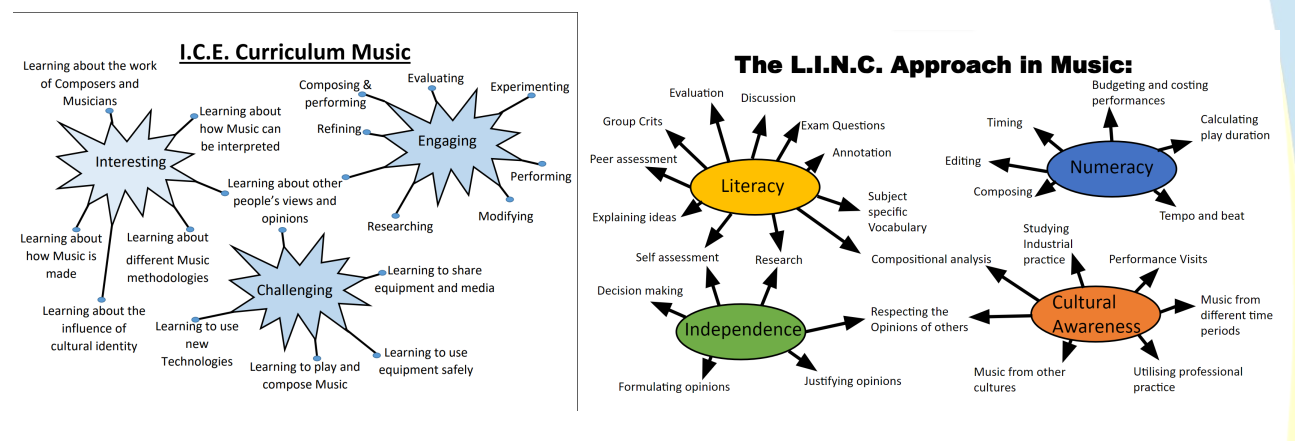 I.C.E. Curriculum Music
Learning about the work
of Composers and
Musicians
Learning about
how Music can
be interpreted
Interesting
Learning about other
people's views and
opinions
Learning about
how Music is
made
Learning about
different Music
methodologies
Learning about the
influence of
cultural identity
Composing &
performing
Evaluating
Experimenting
Refining
Engaging
Performing
Modifying
Researching
Challenging
Learning to share
equipment and media
Learning to use
new
Technologies
Learning to play and
compose Music
Learning to use
equipment safely
The L.I.N.C. Approach in Music:
Evaluation
Discussion
Group Crits
Exam Questions
Peer assessment
Annotation
Literacy
Explaining ideas
Subject
specific
Vocabulary
Self assessment
Research
Compositional analysis
Decision making
Independence
Respecting the
Opinions of others
Formulating opinions
Justifying opinions
Budgeting and costing
performances
Timing
Calculating
play duration
Editing
Numeracy
Composing
Tempo and beat
Studying
Industrial
practice
Performance Visits
Cultural
Awareness
Music from
different time
periods
Music from other
cultures
Utilising professional
practice